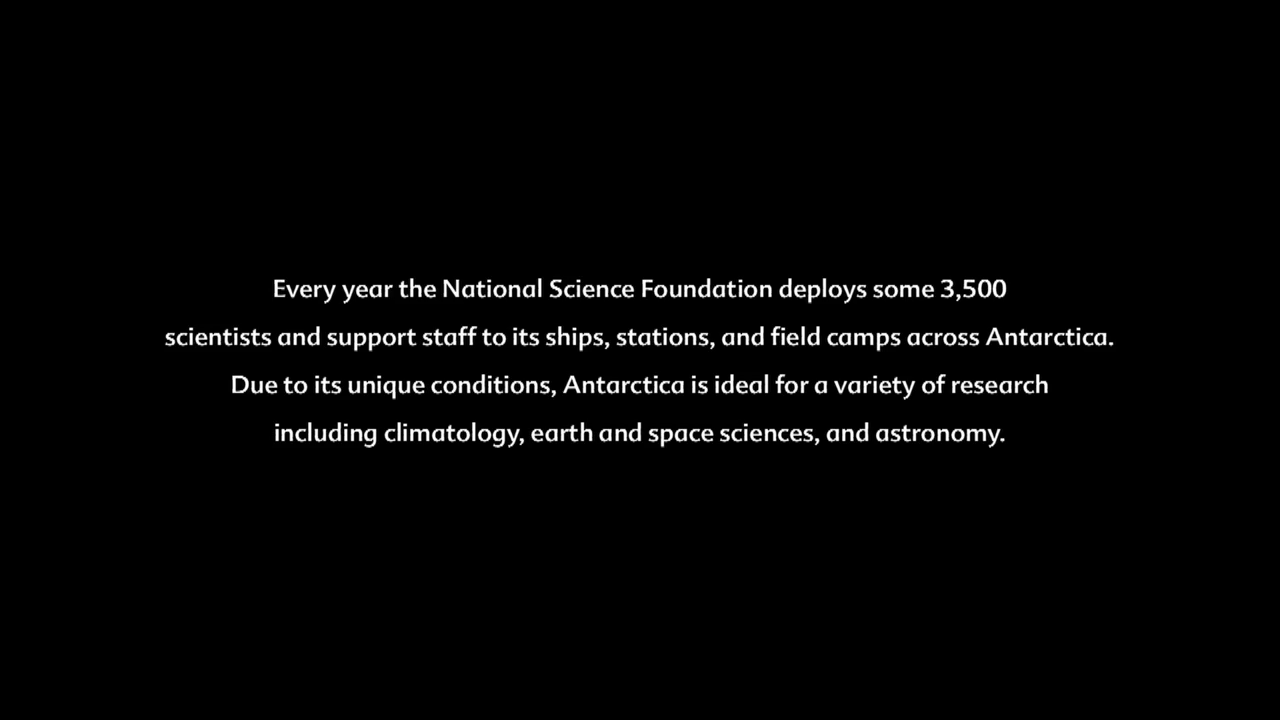 Every year the National Science Foundation deploys some 3,500
scientists and support staff to its ships, stations, and field camps across Antarctica.
Due to its unique conditions, Antarctica is ideal for a variety of research
including climatology, earth and space sciences, and astronomy.